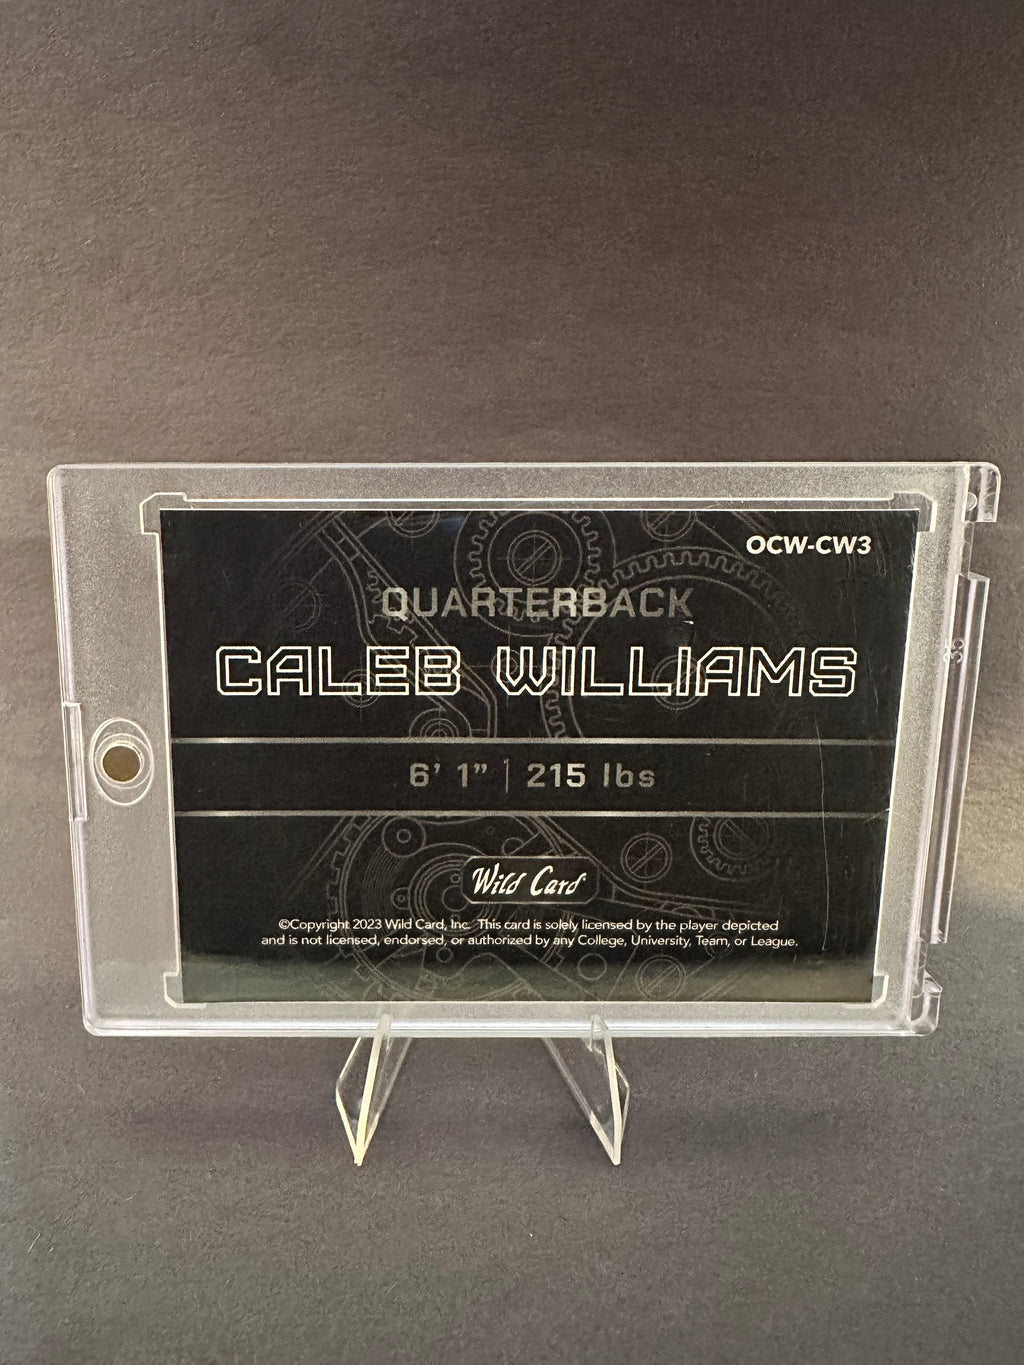 OCW-CW3
QUARTERBACK
CALEB WILLIAMS
6' 1" | 215 lbs
Wild Card
©Copyright 2023 Wild Card, Inc. This card is solely licensed by the player depicted
and is not licensed, endorsed, or authorized by any College, University, Team, or League.